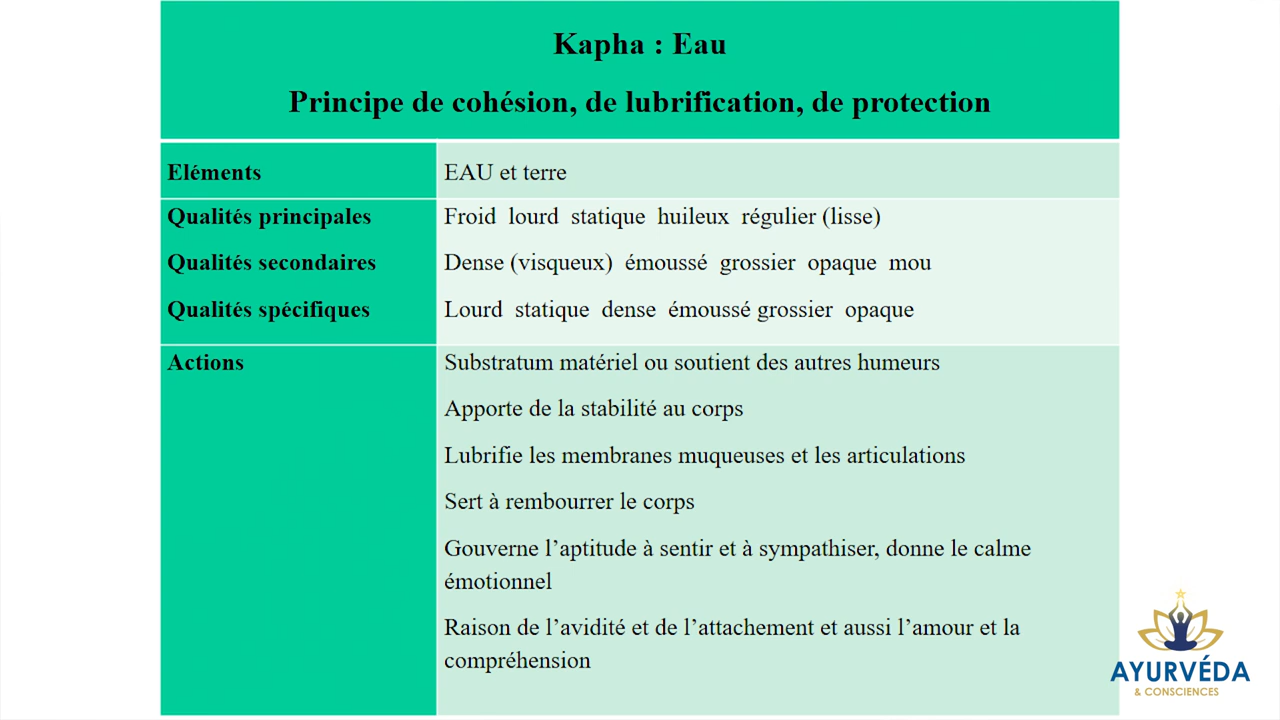 Kapha : Eau
Principe de cohésion, de lubrification, de protection
Eléments
EAU et terre
Qualités principales
Froid lourd statique huileux régulier (lisse)
Qualités secondaires
Dense (visqueux) émoussé grossier opaque mou
Qualités spécifiques
Lourd statique dense émoussé grossier opaque
Actions
Substratum matériel ou soutient des autres humeurs
Apporte de la stabilité au corps
Lubrifie les membranes muqueuses et les articulations
Sert à rembourrer le corps
Gouverne l’aptitude à sentir et à sympathiser, donne le calme
émotionnel
Raison de l’avidité et de l’attachement et aussi l’amour et la
compréhension
AYURVÉDA
& CONSCIENCES